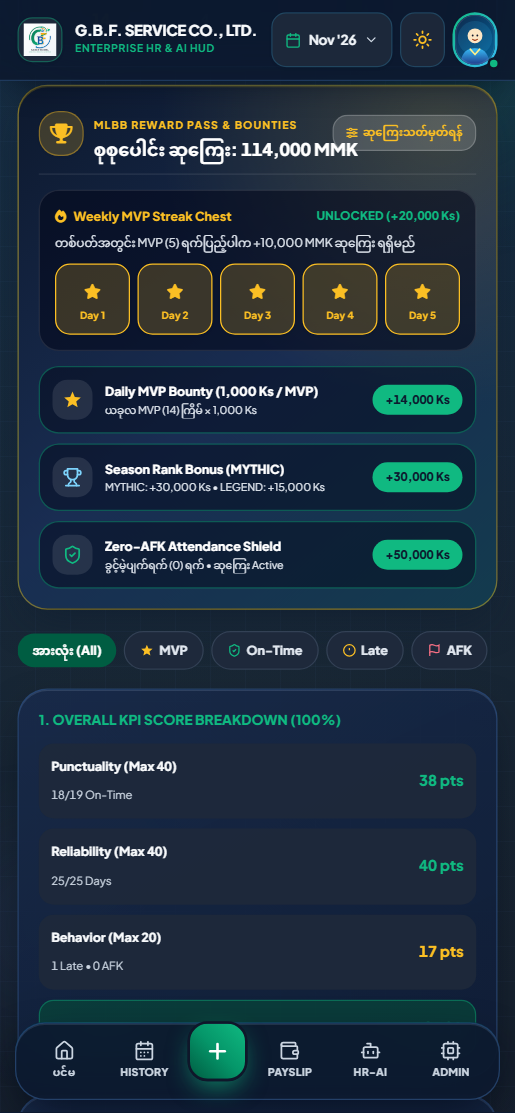 G.B.F. SERVICE CO., LTD.
ENTERPRISE HR & AI HUD
Nov '26
MLBB REWARD PASS & BOUNTIES
ဆုကြေးသတ်မှတ်ရန်
စုစုပေါင်း ဆုကြေး: 114,000 MMK
Weekly MVP Streak Chest
UNLOCKED (+20,000 Ks)
တစ်ပတ်အတွင်း MVP (5) ရက်ပြည့်ပါက +10,000 MMK ဆုကြေး ရရှိမည်
Day 1
Day 2
Day 3
Day 4
Day 5
Daily MVP Bounty (1,000 Ks / MVP)
ယခုလ MVP (14) ကြိမ် × 1,000 Ks
+14,000 Ks
Season Rank Bonus (MYTHIC)
MYTHIC: +30,000 Ks • LEGEND: +15,000 Ks
+30,000 Ks
Zero-AFK Attendance Shield
ခွင့်မဲ့ပျက်ရက် (0) ရက် • ဆုကြေး Active
+50,000 Ks
အားလုံး (All)
MVP
On-Time
Late
AFK
1. OVERALL KPI SCORE BREAKDOWN (100%)
Punctuality (Max 40)
18/19 On-Time
38 pts
Reliability (Max 40)
25/25 Days
40 pts
Behavior (Max 20)
1 Late • 0 AFK
17 pts
ပင်မ
HISTORY
PAYSLIP
HR-AI
ADMIN